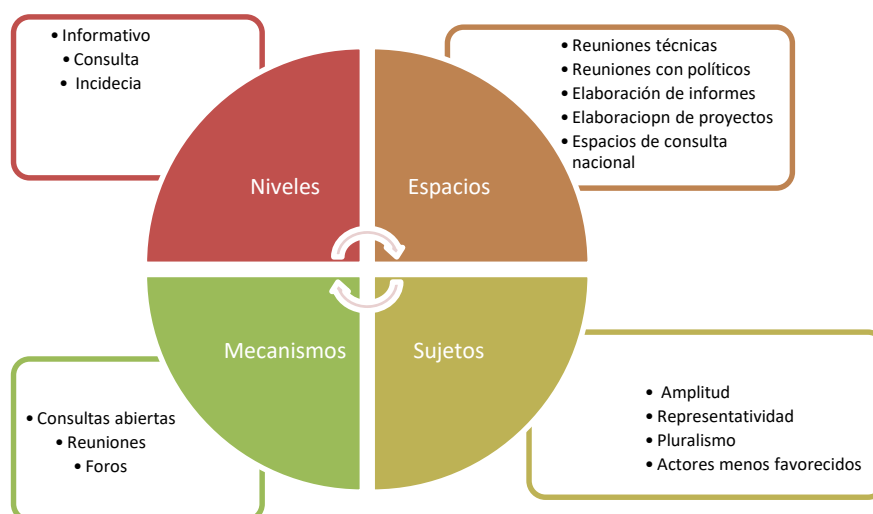 • Informativo
• Consulta
• Incidecia
• Reuniones técnicas
• Reuniones con políticos
• Elaboración de informes
• Elaboraciopn de proyectos
• Espacios de consulta
nacional
Niveles
Espacios
Mecanismos
Sujetos
• Consultas abiertas
• Reuniones
• Foros
• Amplitud
• Representatividad
• Pluralismo
• Actores menos favorecidos